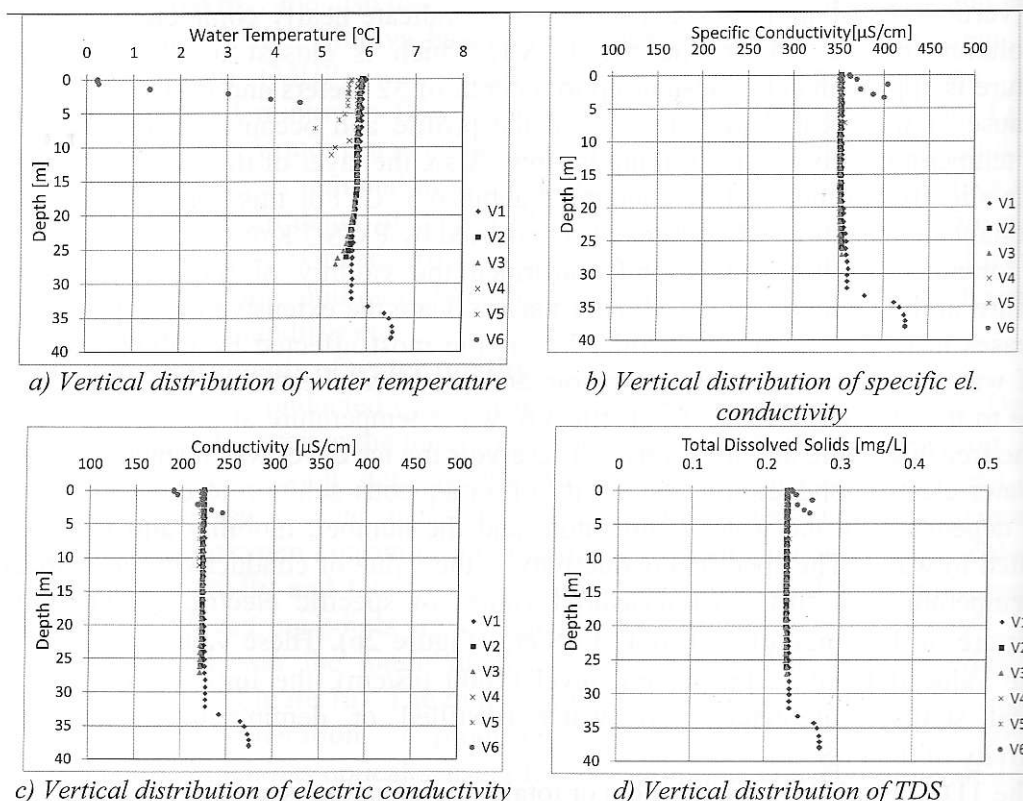 Water Temperature [ºC]
0 1 2 3 4 5 6 7 8
0
5
10
15
20
25
30
35
40
Depth [m]
V1
V2
V3
V4
V5
V6
a) Vertical distribution of water temperature
Specific Conductivity[µS/cm]
100 150 200 250 300 350 400 450 500
0
5
10
15
20
25
30
35
40
Depth [m]
V1
V2
V3
V4
V5
V6
b) Vertical distribution of specific el.
conductivity
Conductivity [µS/cm]
100 150 200 250 300 350 400 450 500
0
5
10
15
20
25
30
35
40
Depth [m]
V1
V2
V3
V4
V5
V6
c) Vertical distribution of electric conductivity
Total Dissolved Solids [mg/L]
0 0.1 0.2 0.3 0.4 0.5
0
5
10
15
20
25
30
35
40
Depth [m]
V1
V2
V3
V4
V5
V6
d) Vertical distribution of TDS